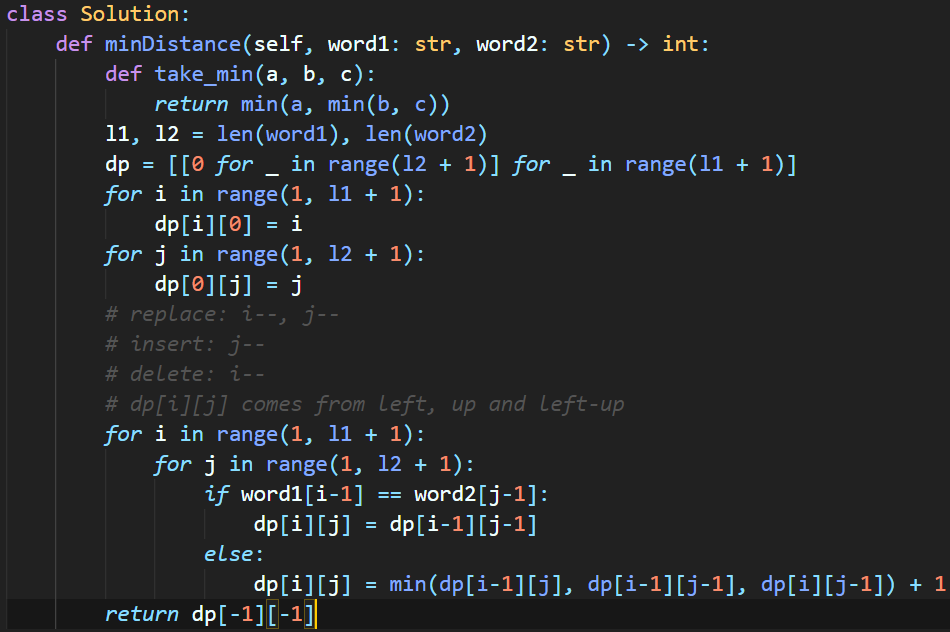 class Solution:
    def minDistance(self, word1: str, word2: str) -> int:
        def take_min(a, b, c):
            return min(a, min(b, c))
        l1, l2 = len(word1), len(word2)
        dp = [[0 for _ in range(l2 + 1)] for _ in range(l1 + 1)]
        for i in range(1, l1 + 1):
            dp[i][0] = i
        for j in range(1, l2 + 1):
            dp[0][j] = j
        # replace: i--, j--
        # insert: j--
        # delete: i--
        # dp[i][j] comes from left, up and left-up
        for i in range(1, l1 + 1):
            for j in range(1, l2 + 1):
                if word1[i-1] == word2[j-1]:
                    dp[i][j] = dp[i-1][j-1]
                else:
                    dp[i][j] = min(dp[i-1][j], dp[i-1][j-1], dp[i][j-1]) + 1
        return dp[-1][-1]